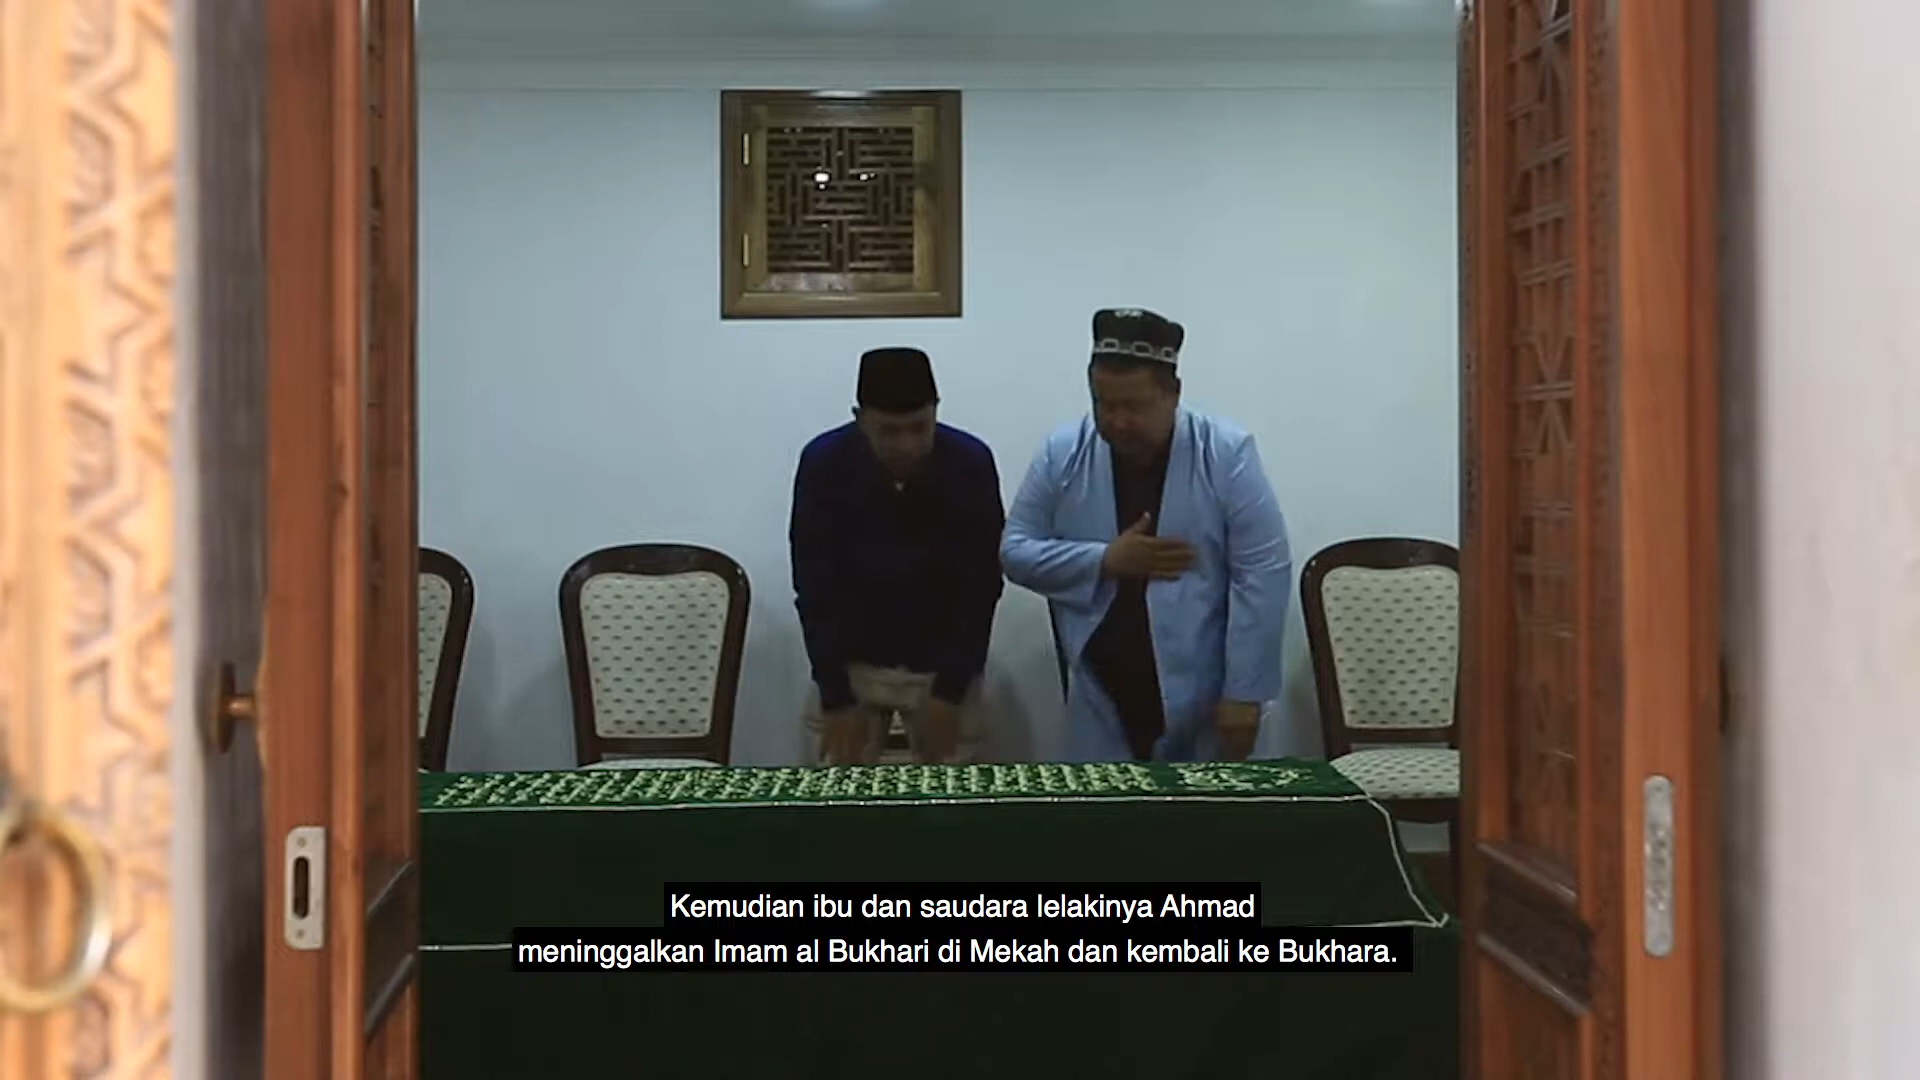 Kemudian ibu dan saudara lelakinya Ahmad
meninggalkan Imam al Bukhari di Mekah dan kembali ke Bukhara.